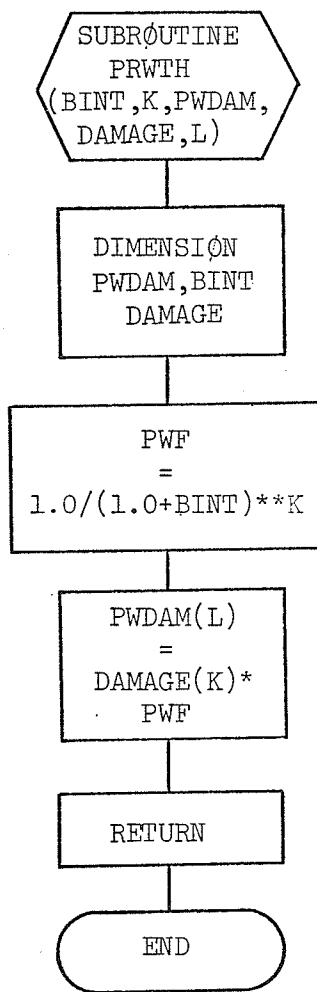 SUBRØUTINE
PRWTH
(BINT,K,PWDAM,
DAMAGE,L)
DIMENSIØN
PWDAM,BINT
DAMAGE
PWF
=
1.0/(1.0+BINT)**K
PWDAM(L)
=
DAMAGE(K)*
PWF
RETURN
END